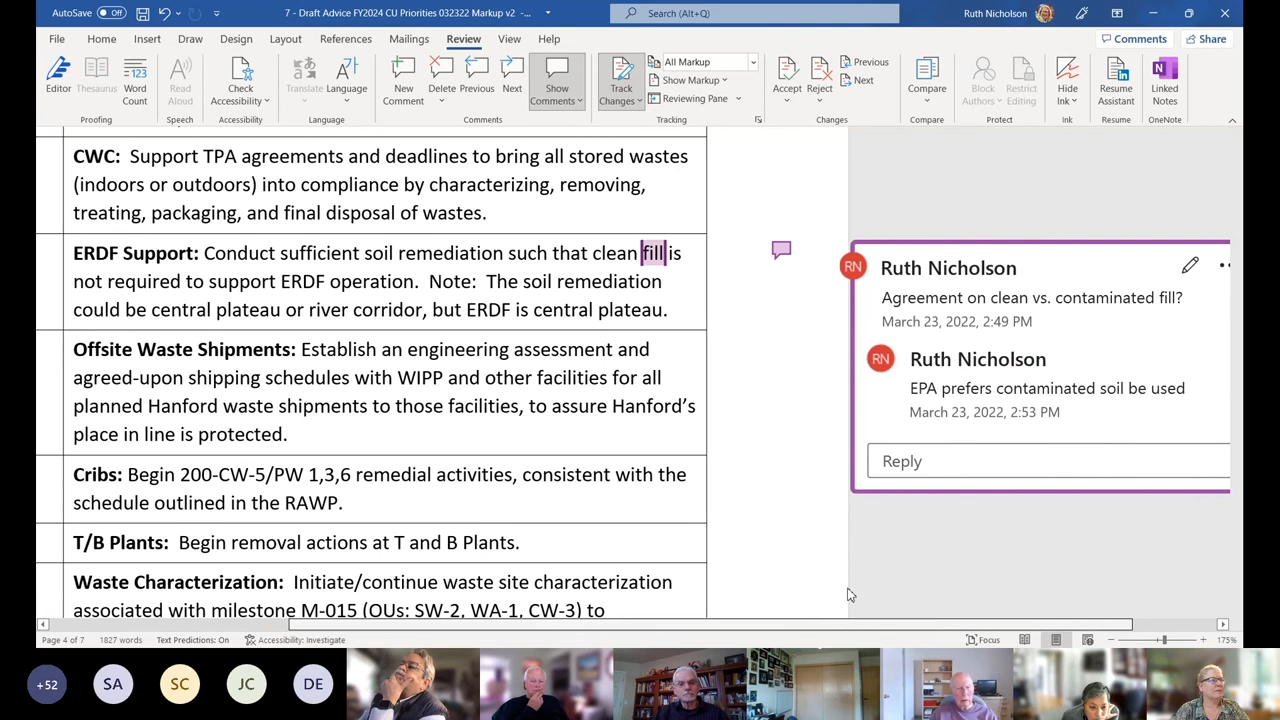 AutoSave Off 7 - Draft Advice FY2024 CU Priorities 032322 Markup v2 -... Search (Alt+Q) Ruth Nicholson
File Home Insert Draw Design Layout References Mailings Review View Help Comments Share
Editor Thesaurus Word Count
Read Aloud
Check Accessibility
Translate Language
New Comment Delete Previous Next Show Comments
Track Changes All Markup
Show Markup
Reviewing Pane
Accept Reject Previous
Next
Compare
Block Authors Restrict Editing
Hide Ink
Resume Assistant
Linked Notes
Proofing Speech Accessibility Language Comments Tracking Changes Compare Protect Ink Resume OneNote
CWC: Support TPA agreements and deadlines to bring all stored wastes
(indoors or outdoors) into compliance by characterizing, removing,
treating, packaging, and final disposal of wastes.
ERDF Support: Conduct sufficient soil remediation such that clean fill is
not required to support ERDF operation. Note: The soil remediation
could be central plateau or river corridor, but ERDF is central plateau.
Offsite Waste Shipments: Establish an engineering assessment and
agreed-upon shipping schedules with WIPP and other facilities for all
planned Hanford waste shipments to those facilities, to assure Hanford's
place in line is protected.
Cribs: Begin 200-CW-5/PW 1,3,6 remedial activities, consistent with the
schedule outlined in the RAWP.
T/B Plants: Begin removal actions at T and B Plants.
Waste Characterization: Initiate/continue waste site characterization
associated with milestone M-015 (OUs: SW-2, WA-1, CW-3) to
RN Ruth Nicholson
Agreement on clean vs. contaminated fill?
March 23, 2022, 2:49 PM
RN Ruth Nicholson
EPA prefers contaminated soil be used
March 23, 2022, 2:53 PM
Reply
Page 4 of 7 1827 words Text Predictions: On Accessibility: Investigate Focus 175%
+52 SA SC JC DE